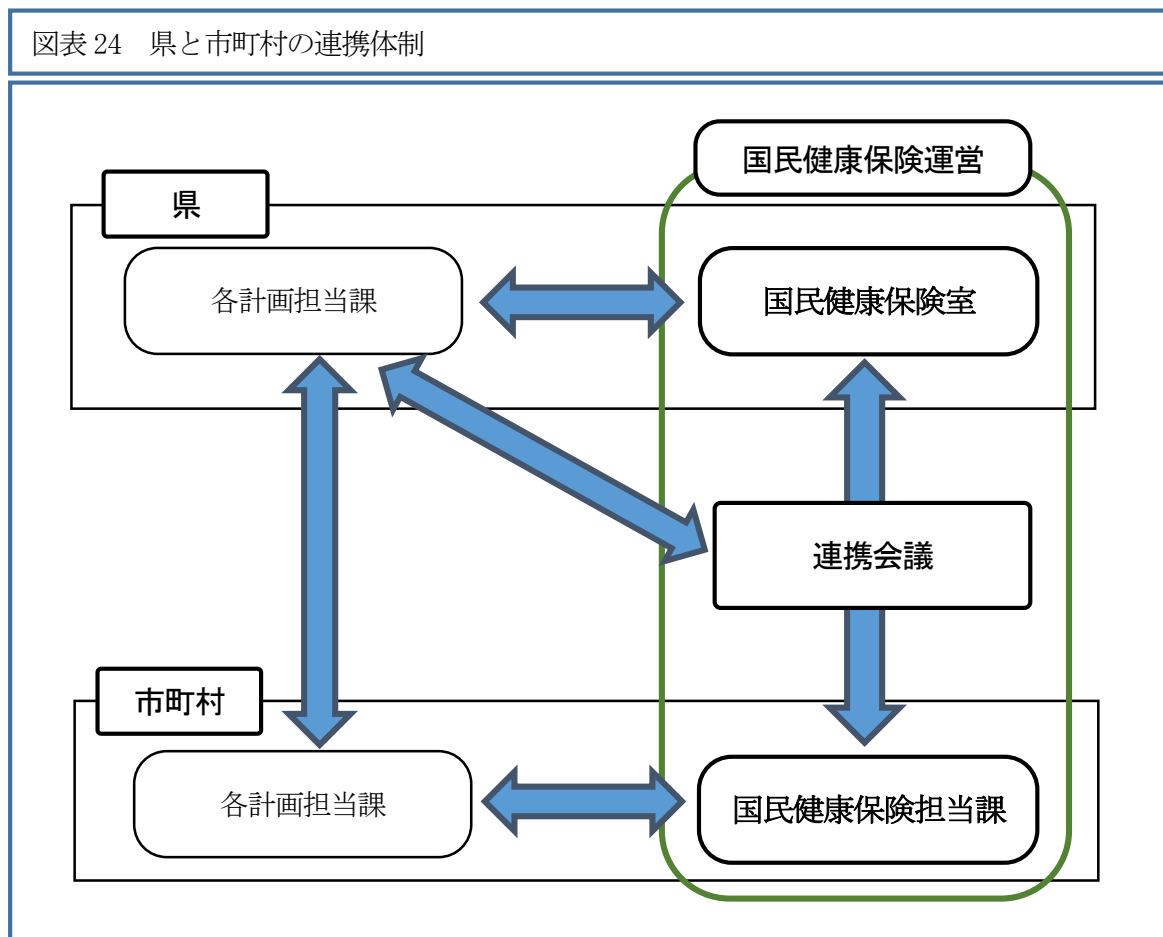 図表 24　県と市町村の連携体制
国民健康保険運営
県
各計画担当課
国民健康保険室
連携会議
市町村
各計画担当課
国民健康保険担当課